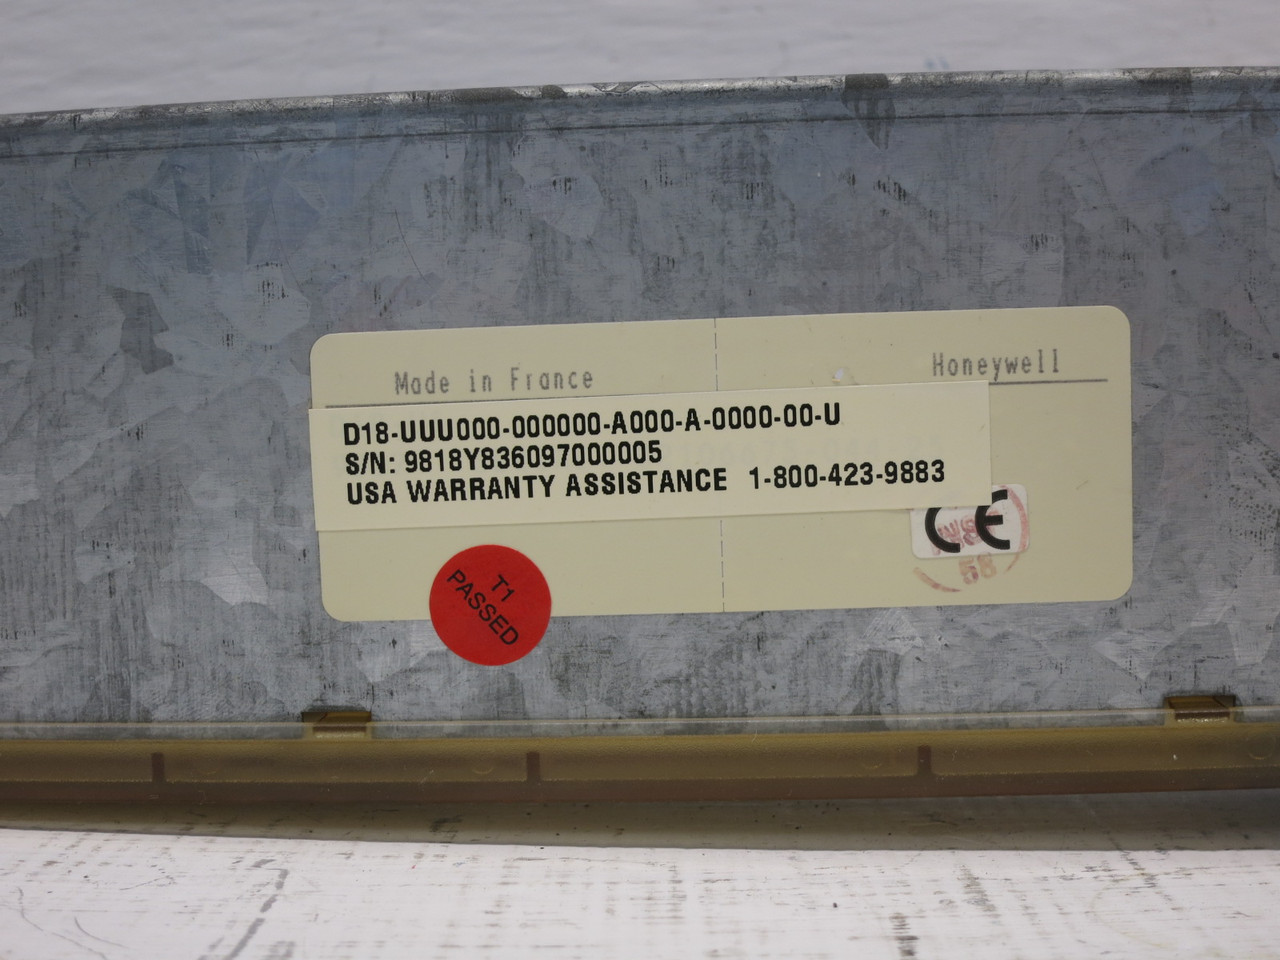 Made in France
Honeywell
D18-UUU000-000000-A000-A-0000-00-U
S/N: 9818Y836097000005
USA WARRANTY ASSISTANCE 1-800-423-9883
CE
58
T1
PASSED